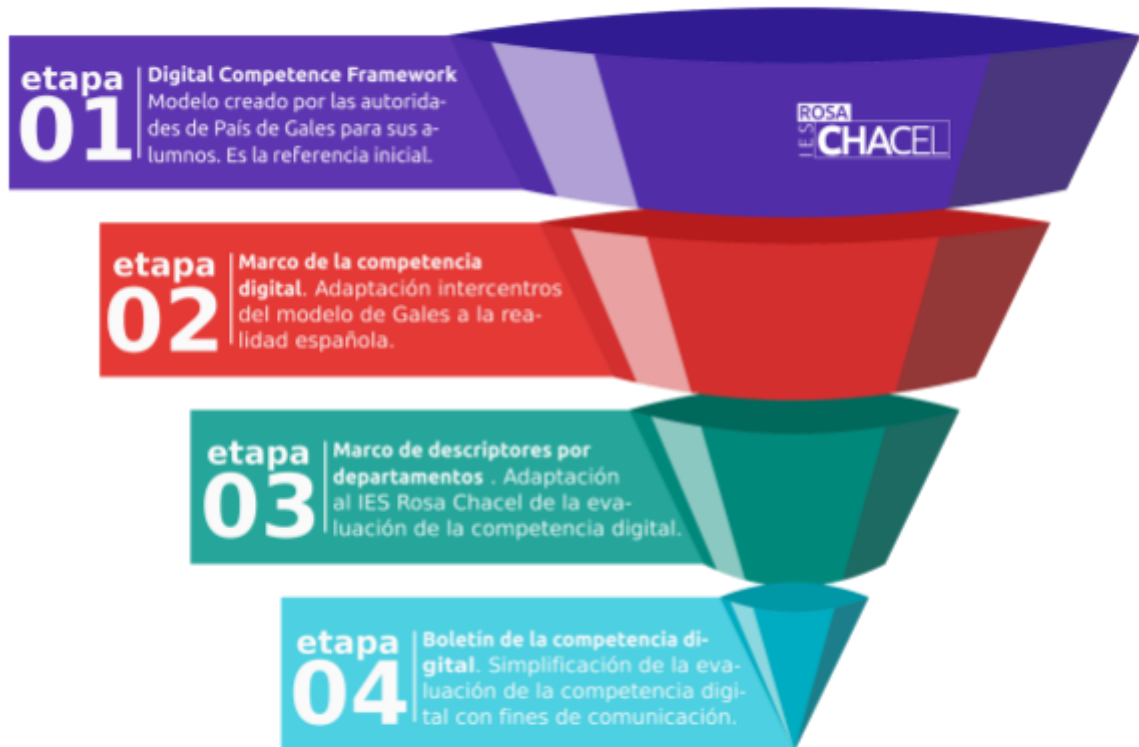 etapa
01
Digital Competence Framework
Modelo creado por las autorida-
des de País de Gales para sus a-
lumnos. Es la referencia inicial.
IES
ROSA
CHACEL
etapa
02
Marco de la competencia
digital. Adaptación intercentros
del modelo de Gales a la rea-
lidad española.
etapa
03
Marco de descriptores por
departamentos . Adaptación
al IES Rosa Chacel de la eva-
luación de la competencia digital.
etapa
04
Boletín de la competencia di-
gital. Simplificación de la eva-
luación de la competencia digi-
tal con fines de comunicación.